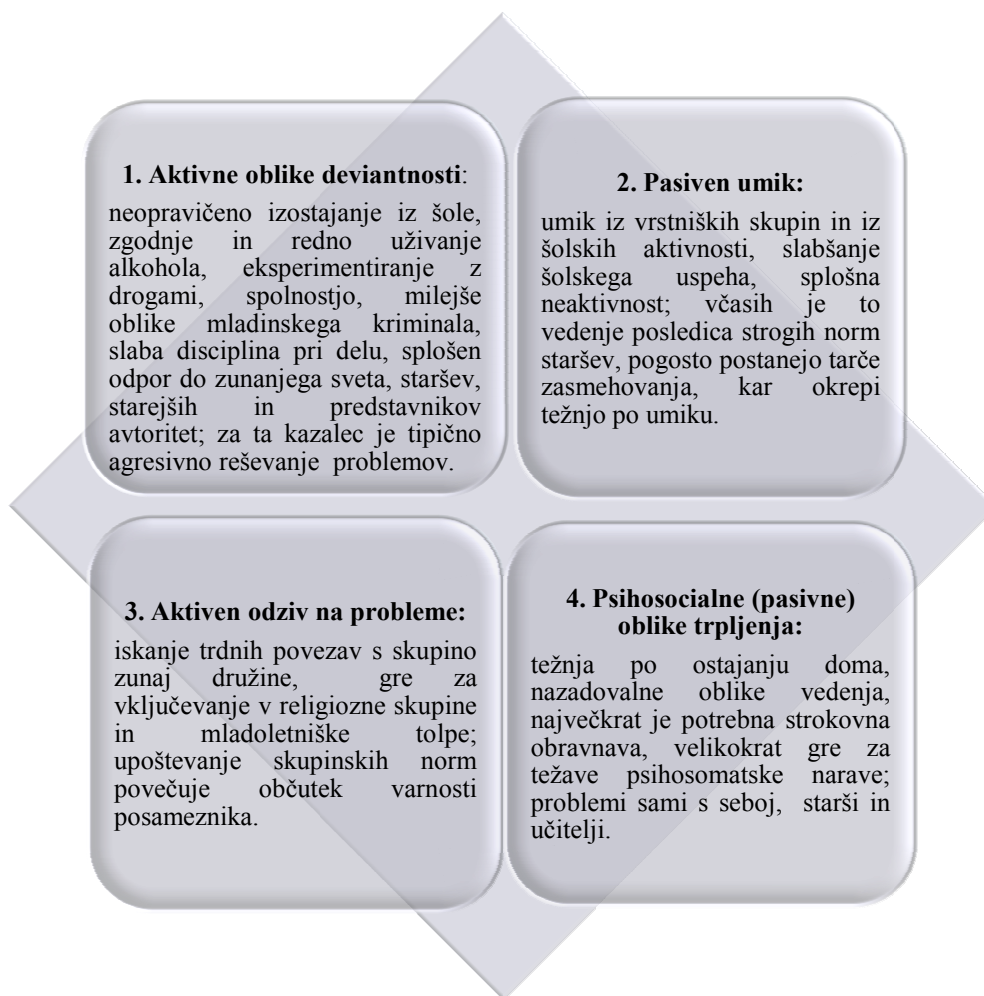 1. Aktivne oblike deviantnosti:
neopravičeno izostajanje iz šole,
zgodnje in redno uživanje
alkohola, eksperimentiranje z
drogami, spolnostjo, milejše
oblike mladinskega kriminala,
slaba disciplina pri delu, splošen
odpor do zunanjega sveta, staršev,
starejših in predstavnikov
avtoritet; za ta kazalec je tipično
agresivno reševanje problemov.
2. Pasiven umik:
umik iz vrstniških skupin in iz
šolskih aktivnosti, slabšanje
šolskega uspeha, splošna
neaktivnost; včasih je to
vedenje posledica strogih norm
staršev, pogosto postanejo tarče
zasmehovanja, kar okrepi
težnjo po umiku.
3. Aktiven odziv na probleme:
iskanje trdnih povezav s skupino
zunaj družine, gre za
vključevanje v religiozne skupine
in mladoletniške tolpe;
upoštevanje skupinskih norm
povečuje občutek varnosti
posameznika.
4. Psihosocialne (pasivne)
oblike trpljenja:
težnja po ostajanju doma,
nazadovalne oblike vedenja,
največkrat je potrebna strokovna
obravnava, velikokrat gre za
težave psihosomatske narave;
problemi sami s seboj, starši in
učitelji.